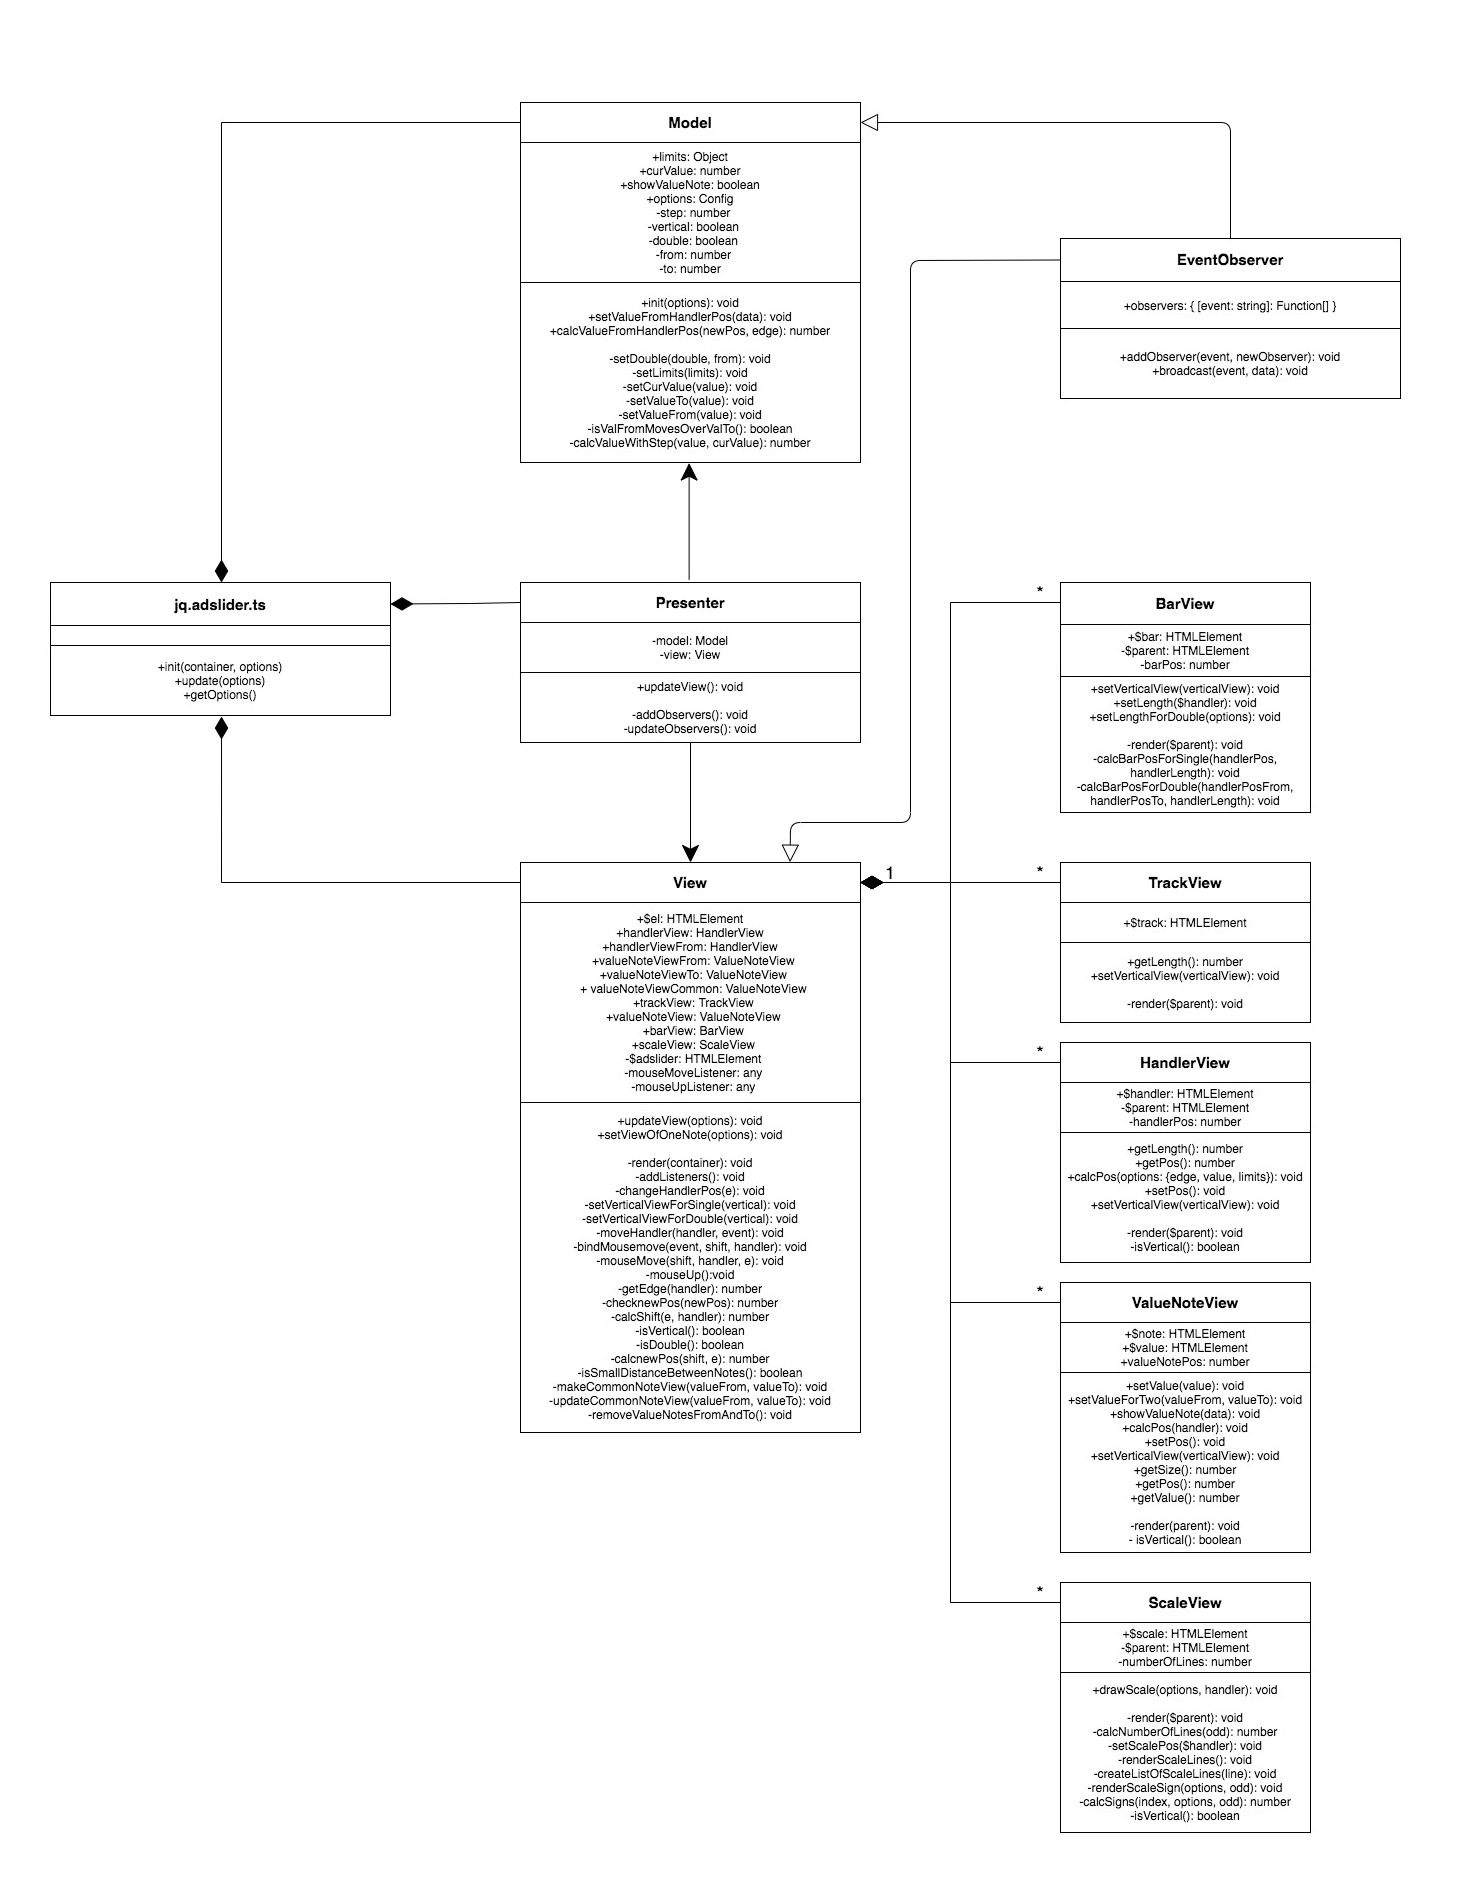 Model
+limits: Object
+curValue: number
+showValueNote: boolean
+options: Config
-step: number
-vertical: boolean
-double: boolean
-from: number
-to: number
+init(options): void
+setValueFromHandlerPos(data): void
+calcValueFromHandlerPos(newPos, edge): number
-setDouble(double, from): void
-setLimits(limits): void
-setCurValue(value): void
-setValueTo(value): void
-setValueFrom(value): void
-isValFromMovesOverValTo(): boolean
-calcValueWithStep(value, curValue): number
EventObserver
+observers: { [event: string]: Function[] }
+addObserver(event, newObserver): void
+broadcast(event, data): void
jq.adslider.ts
+init(container, options)
+update(options)
+getOptions()
Presenter
-model: Model
-view: View
+updateView(): void
-addObservers(): void
-updateObservers(): void
*
BarView
+$bar: HTMLElement
-$parent: HTMLElement
-barPos: number
+setVerticalView(verticalView): void
+setLength($handler): void
+setLengthForDouble(options): void
-render($parent): void
-calcBarPosForSingle(handlerPos,
handlerLength): void
-calcBarPosForDouble(handlerPosFrom,
handlerPosTo, handlerLength): void
View
+$el: HTMLElement
+handlerView: HandlerView
+handlerViewFrom: HandlerView
+valueNoteViewFrom: ValueNoteView
+valueNoteViewTo: ValueNoteView
+ valueNoteViewCommon: ValueNoteView
+trackView: TrackView
+valueNoteView: ValueNoteView
+barView: BarView
+scaleView: ScaleView
-$adslider: HTMLElement
-mouseMoveListener: any
-mouseUpListener: any
+updateView(options): void
+setViewOfOneNote(options): void
-render(container): void
-addListeners(): void
-changeHandlerPos(e): void
-setVerticalViewForSingle(vertical): void
-setVerticalViewForDouble(vertical): void
-moveHandler(handler, event): void
-bindMousemove(event, shift, handler): void
-mouseMove(shift, handler, e): void
-mouseUp():void
-getEdge(handler): number
-checknewPos(newPos): number
-calcShift(e, handler): number
-isVertical(): boolean
-isDouble(): boolean
-calcnewPos(shift, e): number
-isSmallDistanceBetweenNotes(): boolean
-makeCommonNoteView(valueFrom, valueTo): void
-updateCommonNoteView(valueFrom, valueTo): void
-removeValueNotesFromAndTo(): void
1
*
TrackView
+$track: HTMLElement
+getLength(): number
+setVerticalView(verticalView): void
-render($parent): void
*
HandlerView
+$handler: HTMLElement
-$parent: HTMLElement
-handlerPos: number
+getLength(): number
+getPos(): number
+calcPos(options: {edge, value, limits}): void
+setPos(): void
+setVerticalView(verticalView): void
-render($parent): void
-isVertical(): boolean
*
ValueNoteView
+$note: HTMLElement
+$value: HTMLElement
+valueNotePos: number
+setValue(value): void
+setValueForTwo(valueFrom, valueTo): void
+showValueNote(data): void
+calcPos(handler): void
+setPos(): void
+setVerticalView(verticalView): void
+getSize(): number
+getPos(): number
+getValue(): number
-render(parent): void
- isVertical(): boolean
*
ScaleView
+$scale: HTMLElement
-$parent: HTMLElement
-numberOfLines: number
+drawScale(options, handler): void
-render($parent): void
-calcNumberOfLines(odd): number
-setScalePos($handler): void
-renderScaleLines(): void
-createListOfScaleLines(line): void
-renderScaleSign(options, odd): void
-calcSigns(index, options, odd): number
-isVertical(): boolean